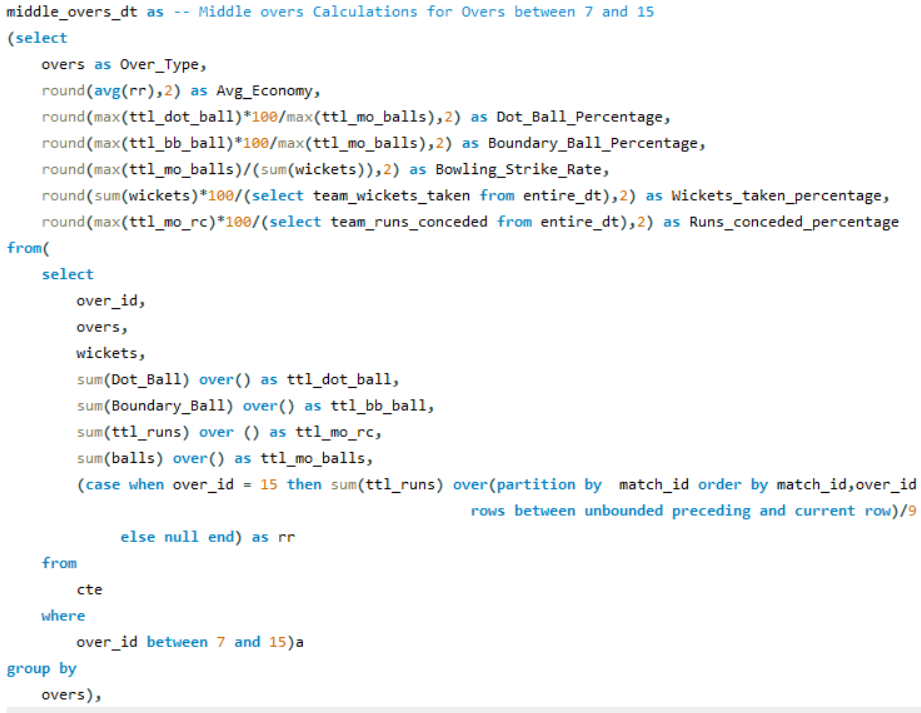 middle_overs_dt as -- Middle overs Calculations for Overs between 7 and 15
(select
    overs as Over_Type,
    round(avg(rr),2) as Avg_Economy,
    round(max(ttl_dot_ball)*100/max(ttl_mo_balls),2) as Dot_Ball_Percentage,
    round(max(ttl_bb_ball)*100/max(ttl_mo_balls),2) as Boundary_Ball_Percentage,
    round(max(ttl_mo_balls)/(sum(wickets)),2) as Bowling_Strike_Rate,
    round(sum(wickets)*100/(select team_wickets_taken from entire_dt),2) as Wickets_taken_percentage,
    round(max(ttl_mo_rc)*100/(select team_runs_conceded from entire_dt),2) as Runs_conceded_percentage
from(
    select
        over_id,
        overs,
        wickets,
        sum(Dot_Ball) over() as ttl_dot_ball,
        sum(Boundary_Ball) over() as ttl_bb_ball,
        sum(ttl_runs) over () as ttl_mo_rc,
        sum(balls) over() as ttl_mo_balls,
        (case when over_id = 15 then sum(ttl_runs) over(partition by  match_id order by match_id,over_id
                                                        rows between unbounded preceding and current row)/9
            else null end) as rr
    from
        cte
    where
        over_id between 7 and 15)a
group by
    overs),